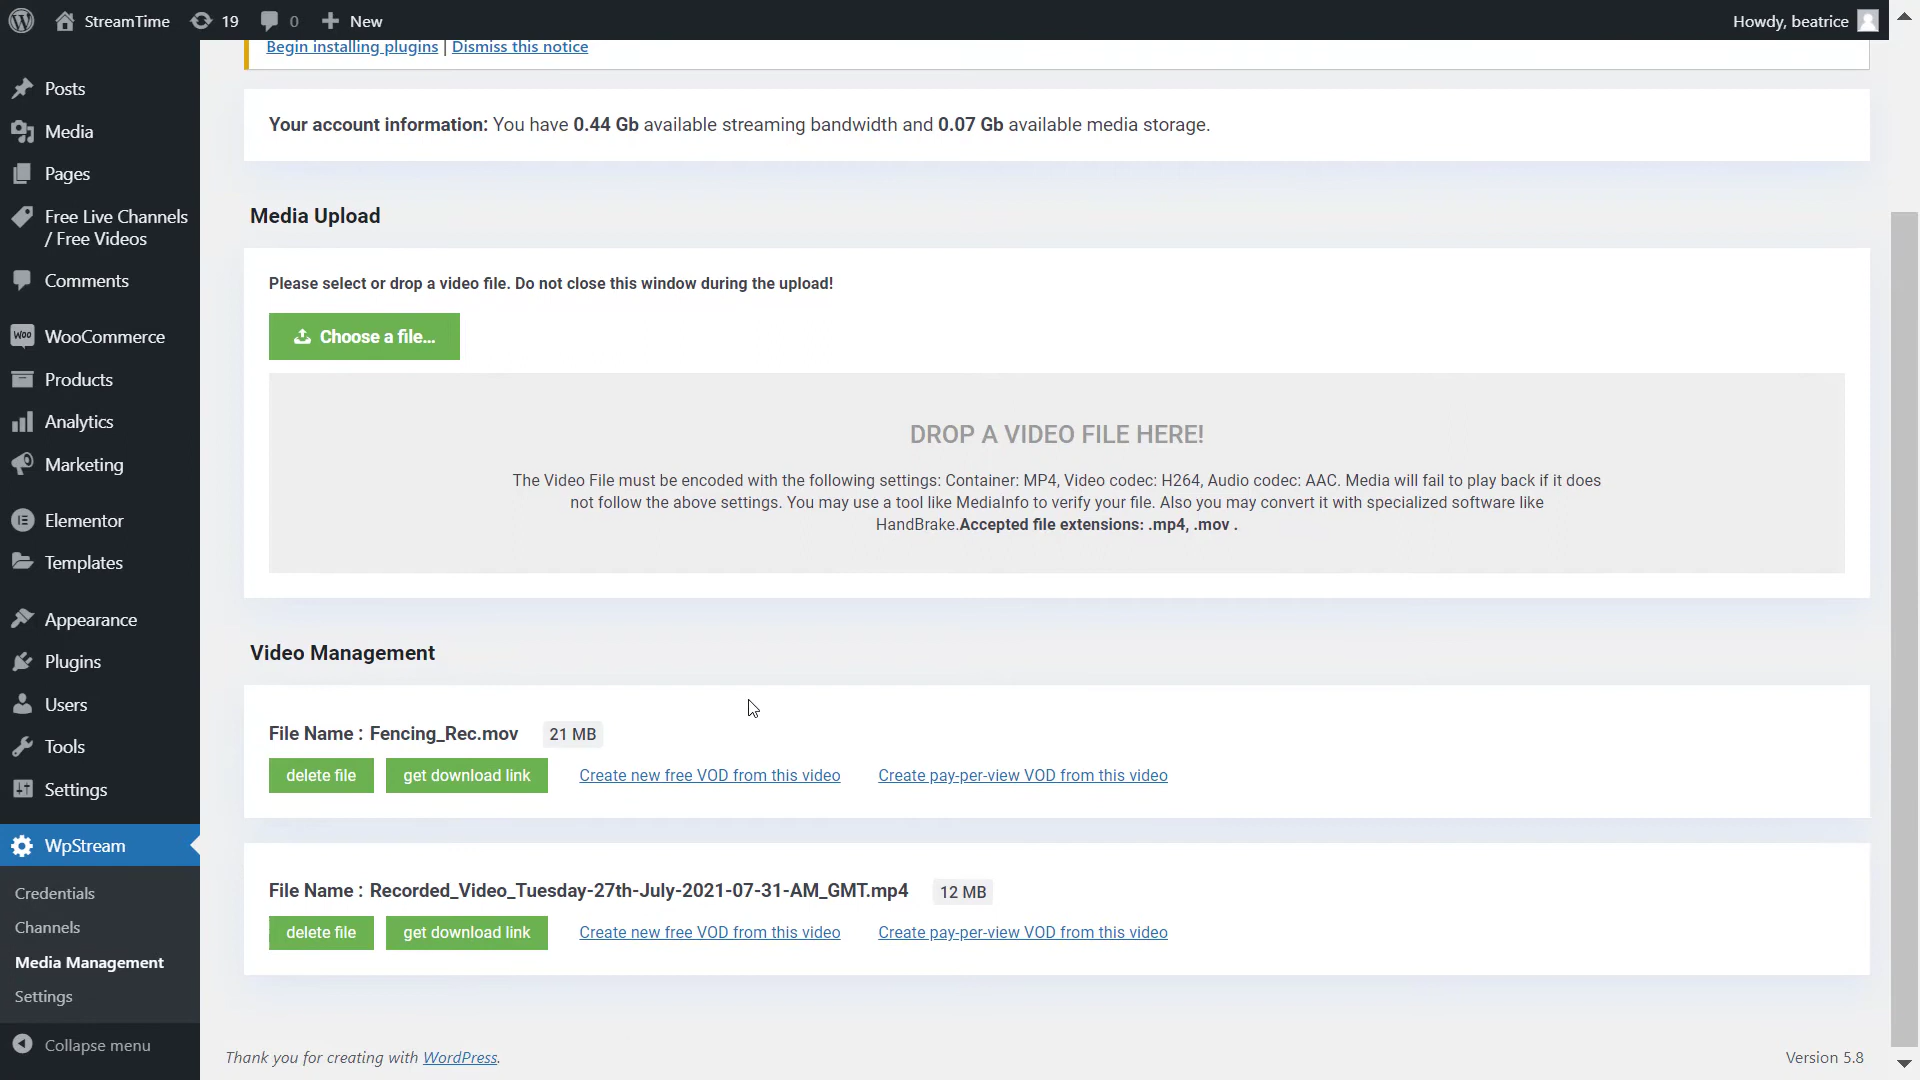 StreamTime 19 0 New Howdy, beatrice
Begin installing plugins | Dismiss this notice
Posts
Media
Pages
Free Live Channels
/ Free Videos
Comments
WooCommerce
Products
Analytics
Marketing
Elementor
Templates
Appearance
Plugins
Users
Tools
Settings
WpStream
Credentials
Channels
Media Management
Settings
Collapse menu
Your account information: You have 0.44 Gb available streaming bandwidth and 0.07 Gb available media storage.
Media Upload
Please select or drop a video file. Do not close this window during the upload!
Choose a file...
DROP A VIDEO FILE HERE!
The Video File must be encoded with the following settings: Container: MP4, Video codec: H264, Audio codec: AAC. Media will fail to play back if it does
not follow the above settings. You may use a tool like MediaInfo to verify your file. Also you may convert it with specialized software like
HandBrake.Accepted file extensions: .mp4, .mov .
Video Management
File Name : Fencing_Rec.mov 21 MB
delete file get download link Create new free VOD from this video Create pay-per-view VOD from this video
File Name : Recorded_Video_Tuesday-27th-July-2021-07-31-AM_GMT.mp4 12 MB
delete file get download link Create new free VOD from this video Create pay-per-view VOD from this video
Thank you for creating with WordPress. Version 5.8